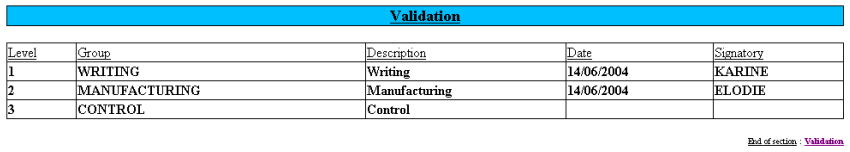 Validation
Level Group Description Date Signatory
1 WRITING Writing 14/06/2004 KARINE
2 MANUFACTURING Manufacturing 14/06/2004 ELODIE
3 CONTROL Control
End of section : Validation